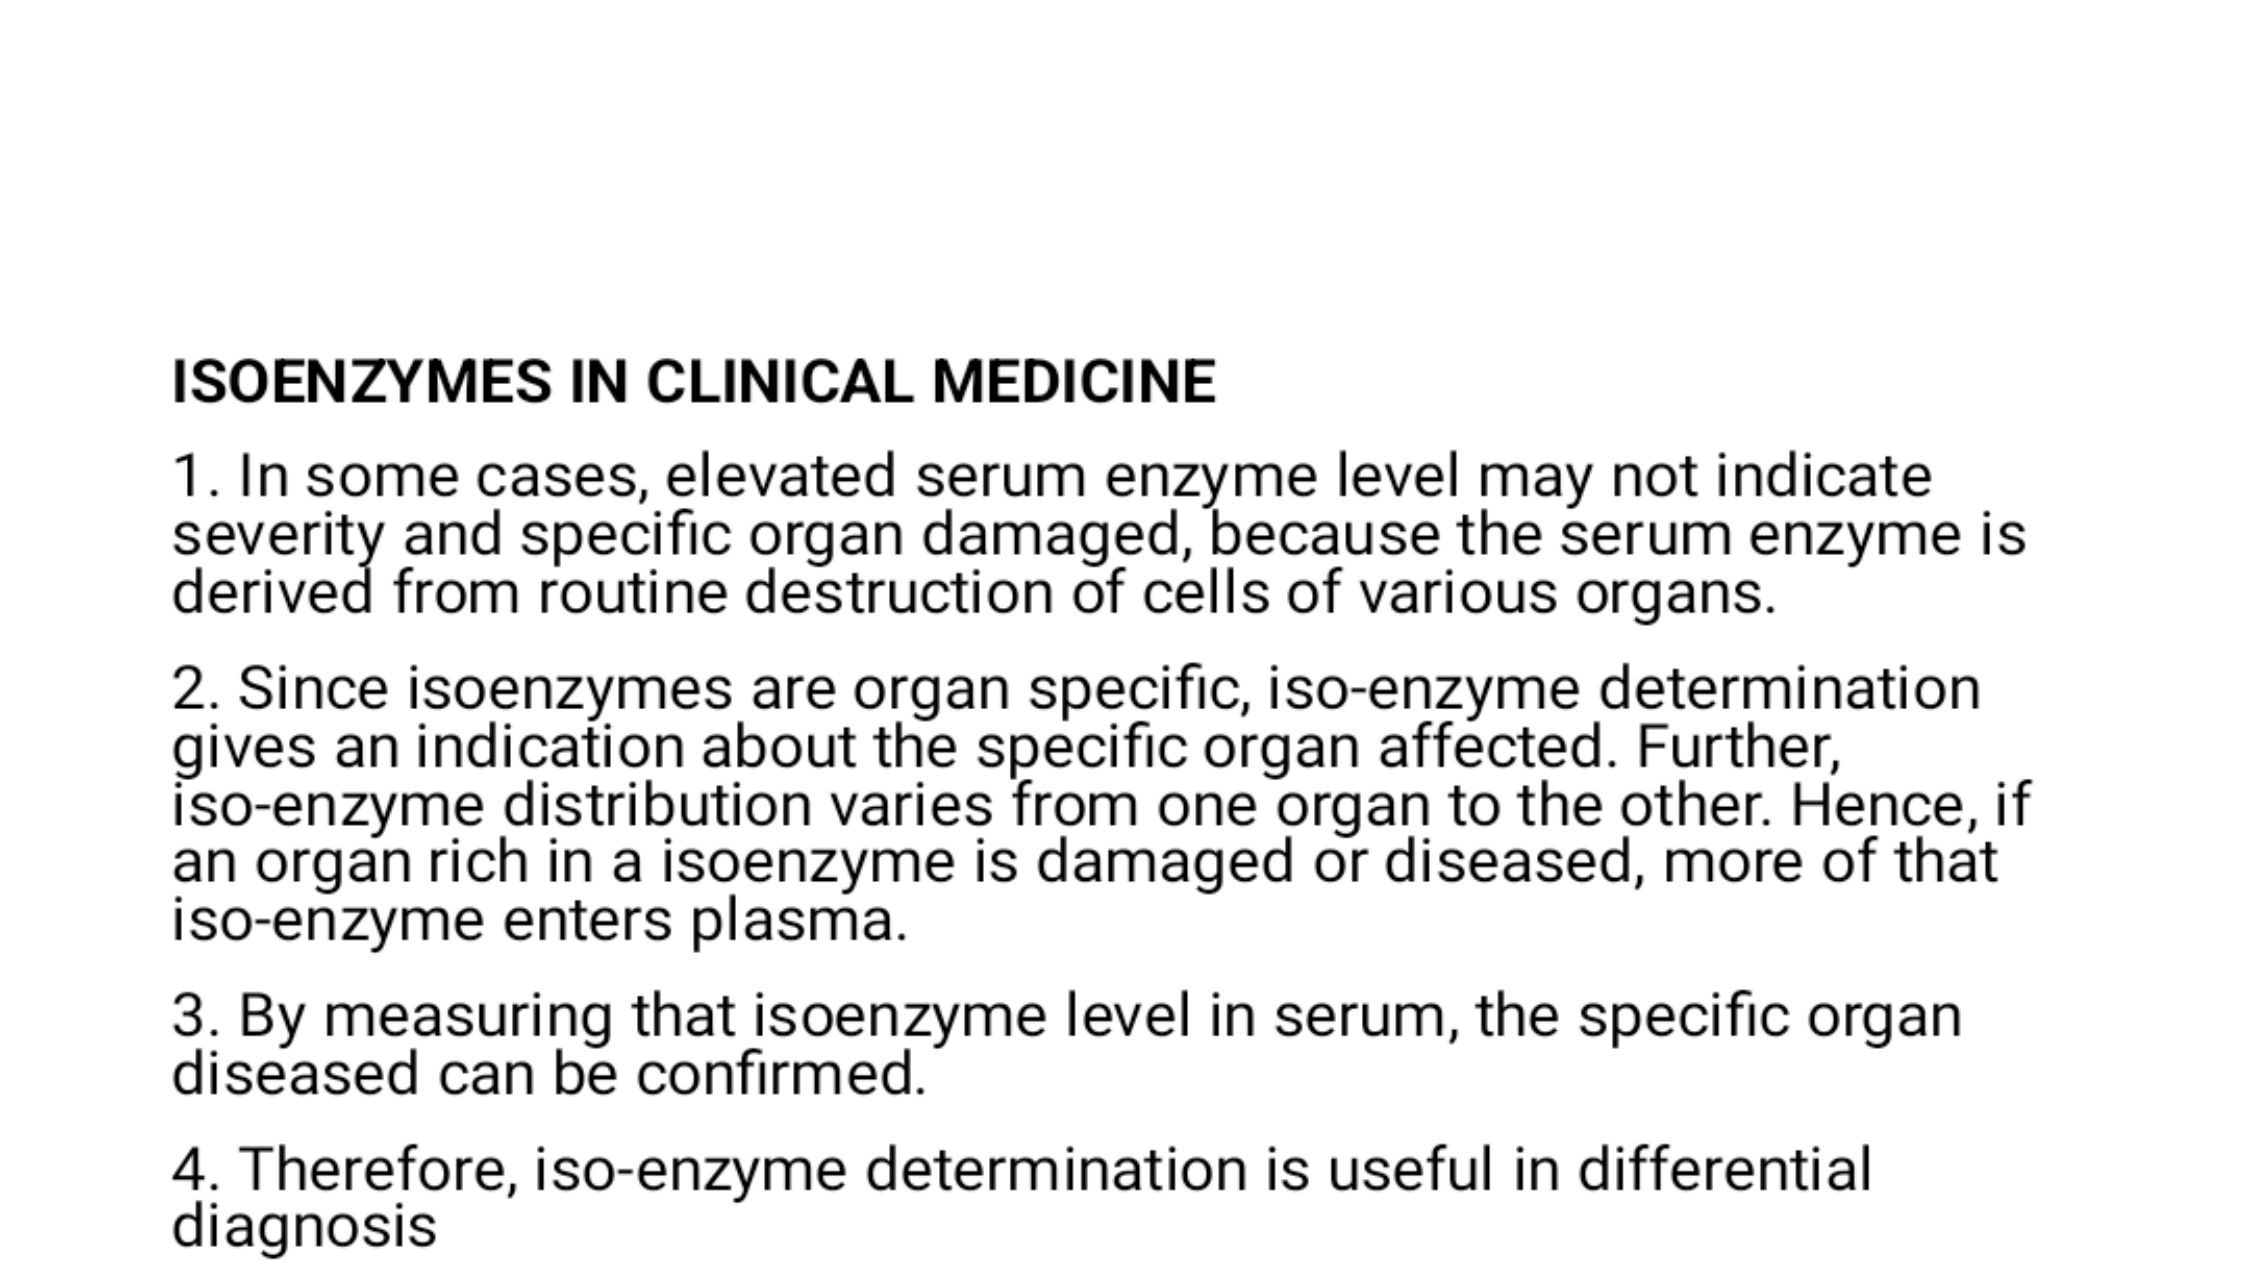 ISOENZYMES IN CLINICAL MEDICINE
1. In some cases, elevated serum enzyme level may not indicate
severity and specific organ damaged, because the serum enzyme is
derived from routine destruction of cells of various organs.
2. Since isoenzymes are organ specific, iso-enzyme determination
gives an indication about the specific organ affected. Further,
iso-enzyme distribution varies from one organ to the other. Hence, if
an organ rich in a isoenzyme is damaged or diseased, more of that
iso-enzyme enters plasma.
3. By measuring that isoenzyme level in serum, the specific organ
diseased can be confirmed.
4. Therefore, iso-enzyme determination is useful in differential
diagnosis